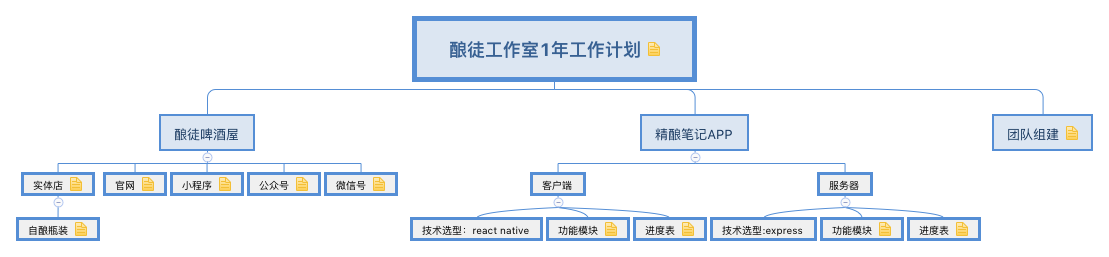 酿徒工作室1年工作计划
酿徒啤酒屋
精酿笔记APP
团队组建
实体店
官网
小程序
公众号
微信号
客户端
服务器
自酿瓶装
技术选型：react native
功能模块
进度表
技术选型:express
功能模块
进度表